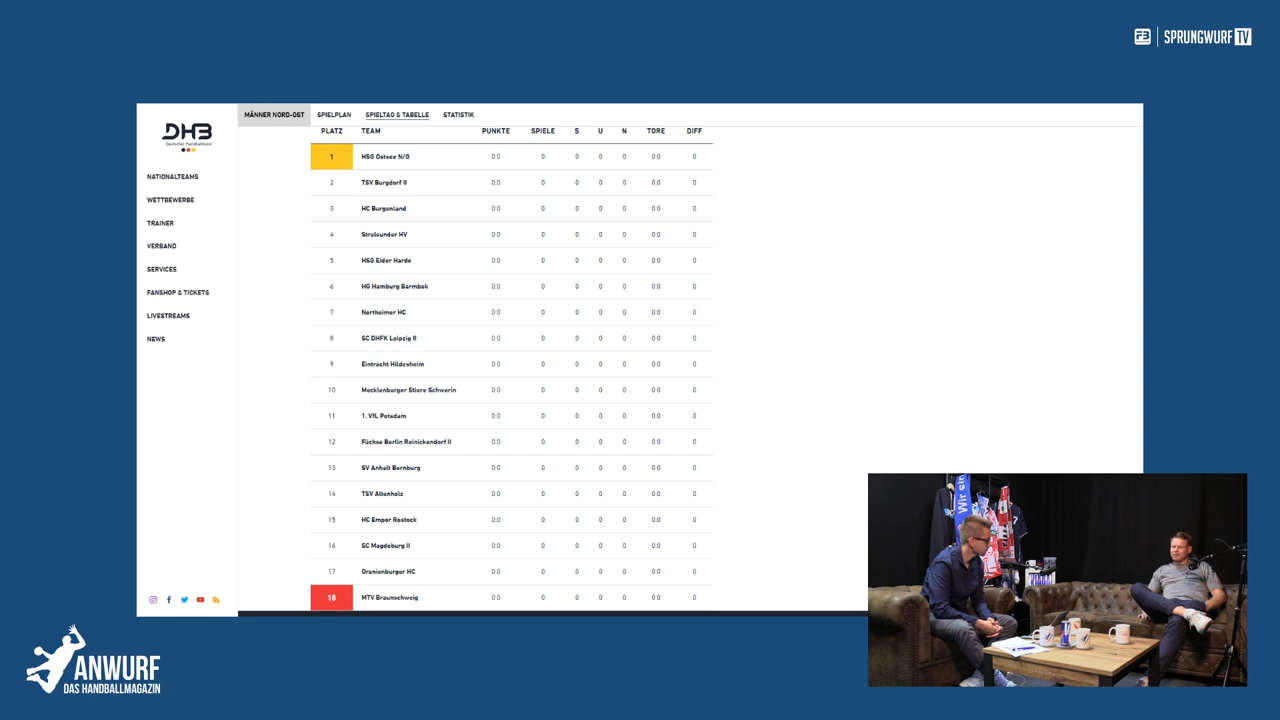 F3 SPRUNGWURF TV
DHB
Deutscher Handballbund
NATIONALTEAMS
WETTBEWERBE
TRAINER
VERBAND
SERVICES
FANSHOP & TICKETS
LIVESTREAMS
NEWS
MÄNNER NORD-OST SPIELPLAN SPIELTAG & TABELLE STATISTIK
PLATZ TEAM PUNKTE SPIELE S U N TORE DIFF
1 HSG Ostsee N/G 0:0 0 0 0 0 0:0 0
2 TSV Burgdorf II 0:0 0 0 0 0 0:0 0
3 HC Burgenland 0:0 0 0 0 0 0:0 0
4 Stralsunder HV 0:0 0 0 0 0 0:0 0
5 HSG Eider Harde 0:0 0 0 0 0 0:0 0
6 HG Hamburg Barmbek 0:0 0 0 0 0 0:0 0
7 Northeimer HC 0:0 0 0 0 0 0:0 0
8 SC DHFK Leipzig II 0:0 0 0 0 0 0:0 0
9 Eintracht Hildesheim 0:0 0 0 0 0 0:0 0
10 Mecklenburger Stiere Schwerin 0:0 0 0 0 0 0:0 0
11 1. VfL Potsdam 0:0 0 0 0 0 0:0 0
12 Füchse Berlin Reinickendorf II 0:0 0 0 0 0 0:0 0
13 SV Anhalt Bernburg 0:0 0 0 0 0 0:0 0
14 TSV Altenholz 0:0 0 0 0 0 0:0 0
15 HC Empor Rostock 0:0 0 0 0 0 0:0 0
16 SC Magdeburg II 0:0 0 0 0 0 0:0 0
17 Oranienburger HC 0:0 0 0 0 0 0:0 0
18 MTV Braunschweig 0:0 0 0 0 0 0:0 0
Wir ein
7
ANWURF
DAS HANDBALLMAGAZIN